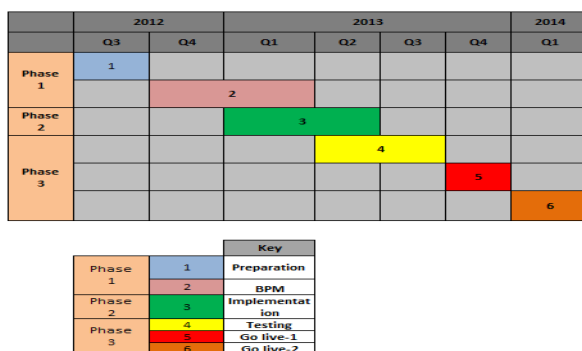 2012 2013 2014
Q3 Q4 Q1 Q2 Q3 Q4 Q1
Phase
1
1
2
Phase
2
3
Phase
3
4
5
6
Key
Phase
1
1 Preparation
2 BPM
Phase
2
3 Implementat
ion
Phase
3
4 Testing
5 Go live-1
6 Go live-2